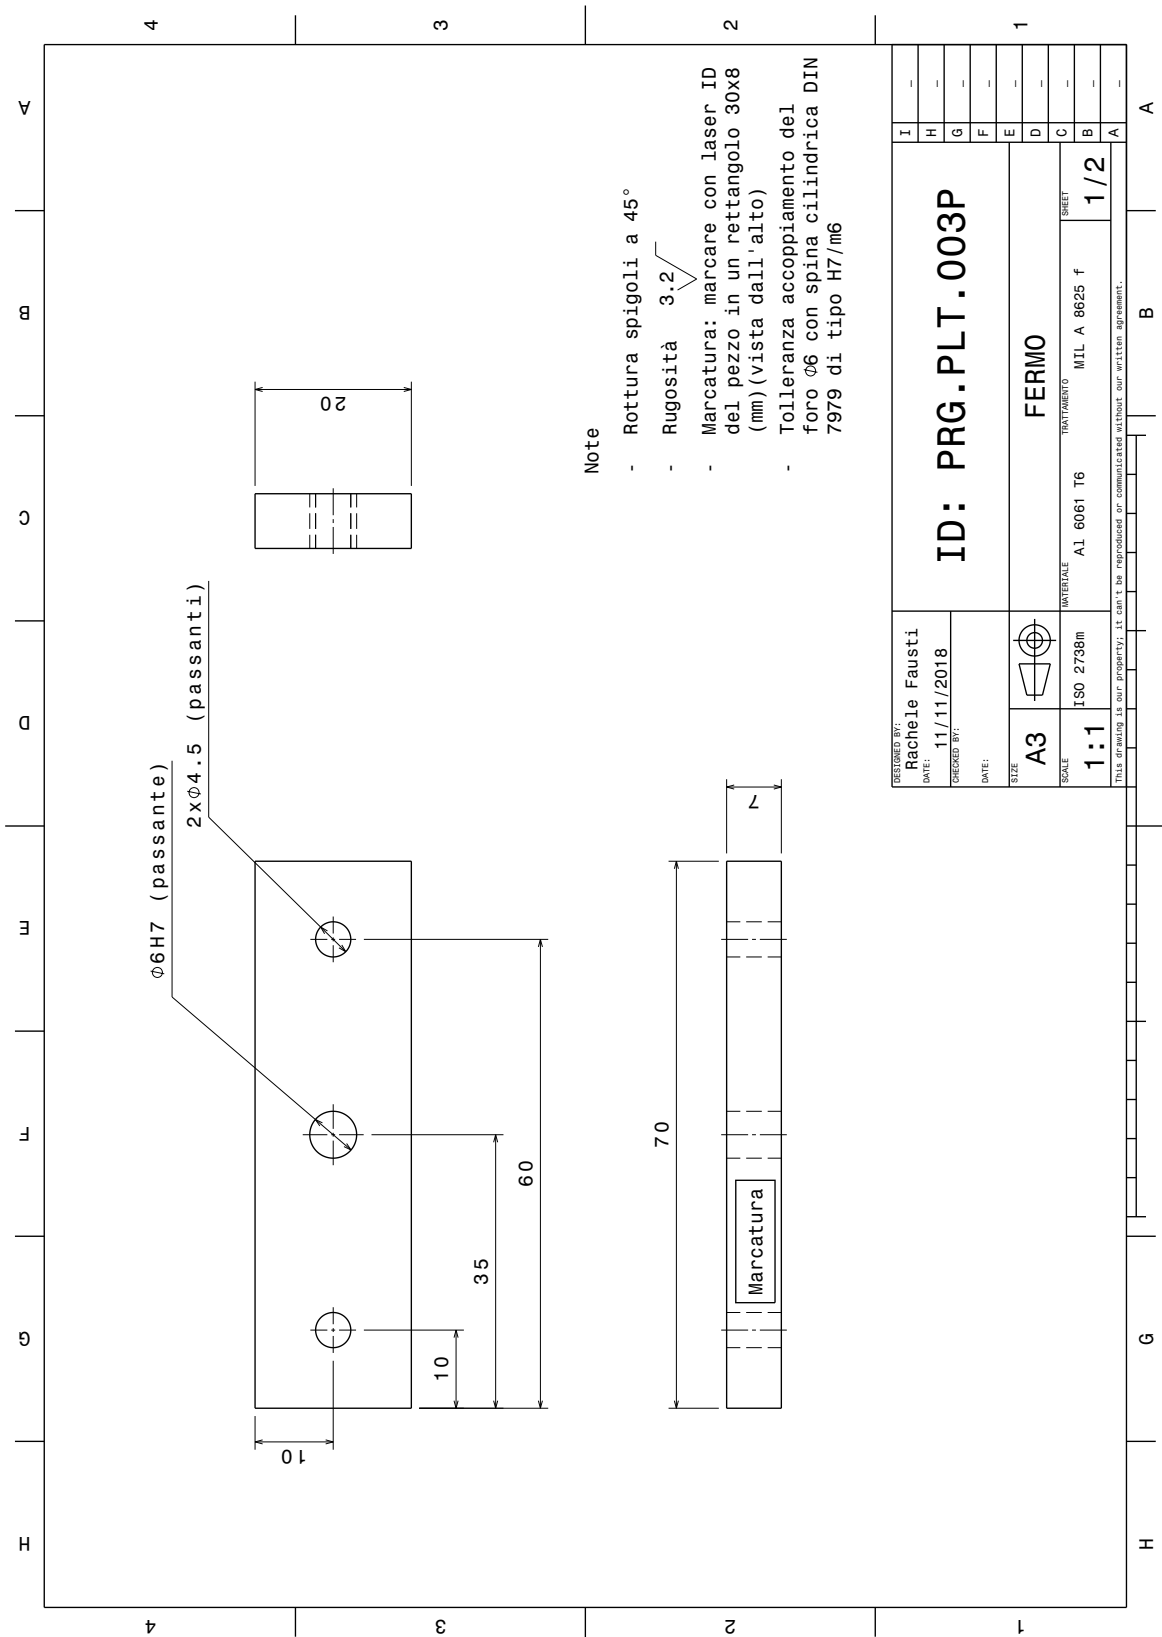 H G F E D C B A
4 4
Φ6H7 (passante)
2xΦ4.5 (passanti)
10
20
10
35
60
3 3
Note
- Rottura spigoli a 45°
- Rugosità 3.2
- Marcatura: marcare con laser ID
del pezzo in un rettangolo 30x8
(mm)(vista dall'alto)
- Tolleranza accoppiamento del
foro Φ6 con spina cilindrica DIN
7979 di tipo H7/m6
70
Marcatura
7
2 2
DESIGNED BY:
Rachele Fausti
DATE:
11/11/2018
CHECKED BY:
DATE:
ID: PRG.PLT.003P
SIZE
A3
FERMO
SCALE
1:1
ISO 2738m
MATERIALE
Al 6061 T6
TRATTAMENTO
MIL A 8625 f
SHEET
1/2
I -
H -
G -
F -
E -
D -
C -
B -
A -
This drawing is our property; it can't be reproduced or communicated without our written agreement.
1 1
H G B A